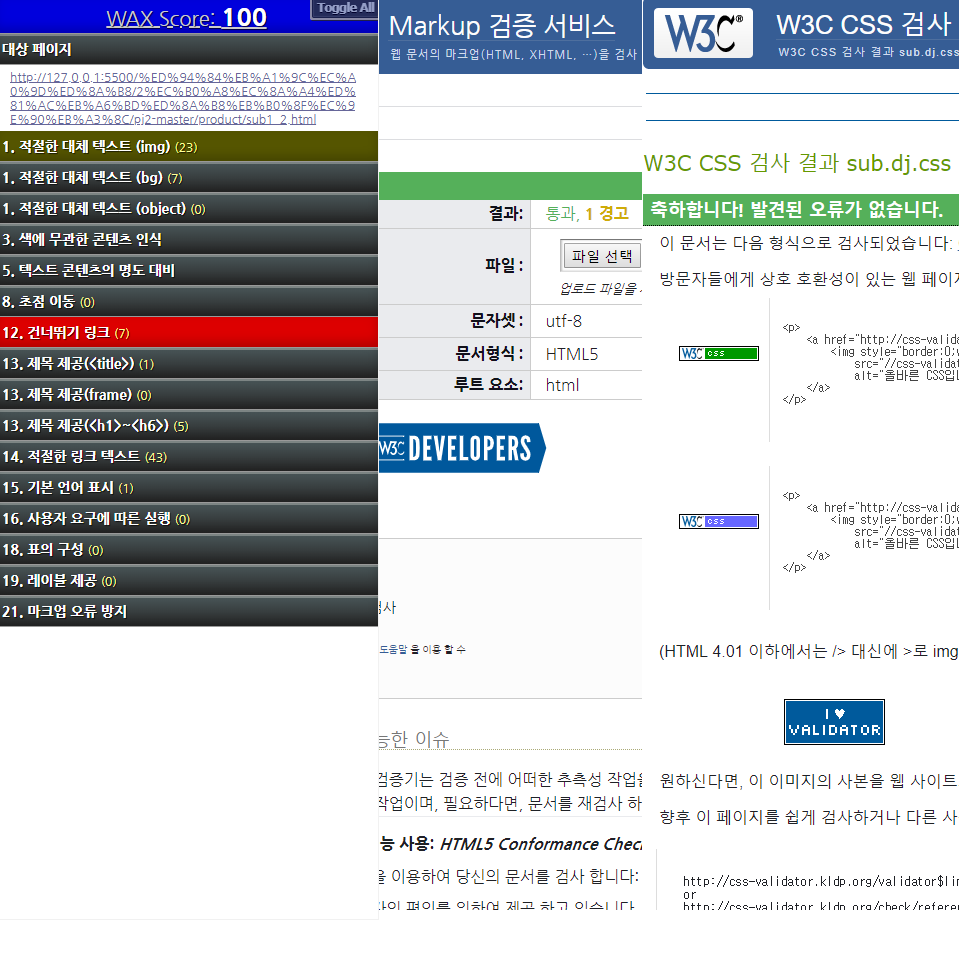 WAX Score: 100
Toggle All
대상 페이지
http://127.0.0.1:5500/%ED%94%84%EB%A1%9C%EC%A
0%9D%ED%8A%B8/2%EC%B0%A8%EC%8A%A4%ED%
81%AC%EB%A6%BD%ED%8A%B8%EB%B0%8F%EC%9
E%90%EB%A3%8C/pj2-master/product/sub1_2.html
1. 적절한 대체 텍스트 (img) (23)
1. 적절한 대체 텍스트 (bg) (7)
1. 적절한 대체 텍스트 (object) (0)
3. 색에 무관한 콘텐츠 인식
5. 텍스트 콘텐츠의 명도 대비
8. 초점 이동 (0)
12. 건너뛰기 링크 (7)
13. 제목 제공(<title>) (1)
13. 제목 제공(frame) (0)
13. 제목 제공(<h1>~<h6>) (5)
14. 적절한 링크 텍스트 (43)
15. 기본 언어 표시 (1)
16. 사용자 요구에 따른 실행 (0)
18. 표의 구성 (0)
19. 레이블 제공 (0)
21. 마크업 오류 방지
Markup 검증 서비스
웹 문서의 마크업(HTML, XHTML, …)을 검사
결과: 통과, 1 경고
파일 : 파일 선택
업로드 파일을
문자셋 : utf-8
문서형식 : HTML5
루트 요소: html
W3C DEVELOPERS
검사
도움말 을 이용 할 수
능한 이슈
검증기는 검증 전에 어떠한 추측성 작업을
작업이며, 필요하다면, 문서를 재검사 하
능 사용: HTML5 Conformance Chec
을 이용하여 당신의 문서를 검사 합니다:
자의 편의를 위하여 제공 하고 있습니다
W3C®
W3C CSS 검사
W3C CSS 검사 결과 sub.dj.css
W3C CSS 검사 결과 sub.dj.css
축하합니다! 발견된 오류가 없습니다.
이 문서는 다음 형식으로 검사되었습니다:
방문자들에게 상호 호환성이 있는 웹 페이지
W3C css
<p>
<a href="http://css-valida
<img style="border:0;w
src="//css-validat
alt="올바른 CSS입니
</a>
</p>
W3C css
<p>
<a href="http://css-valida
<img style="border:0;w
src="//css-validat
alt="올바른 CSS입니
</a>
</p>
(HTML 4.01 이하에서는 /> 대신에 >로 img
I ♥
VALIDATOR
원하신다면, 이 이미지의 사본을 웹 사이트
향후 이 페이지를 쉽게 검사하거나 다른 사
http://css-validator.kldp.org/validator$lin
or
http://css-validator.kldp.org/check/refere